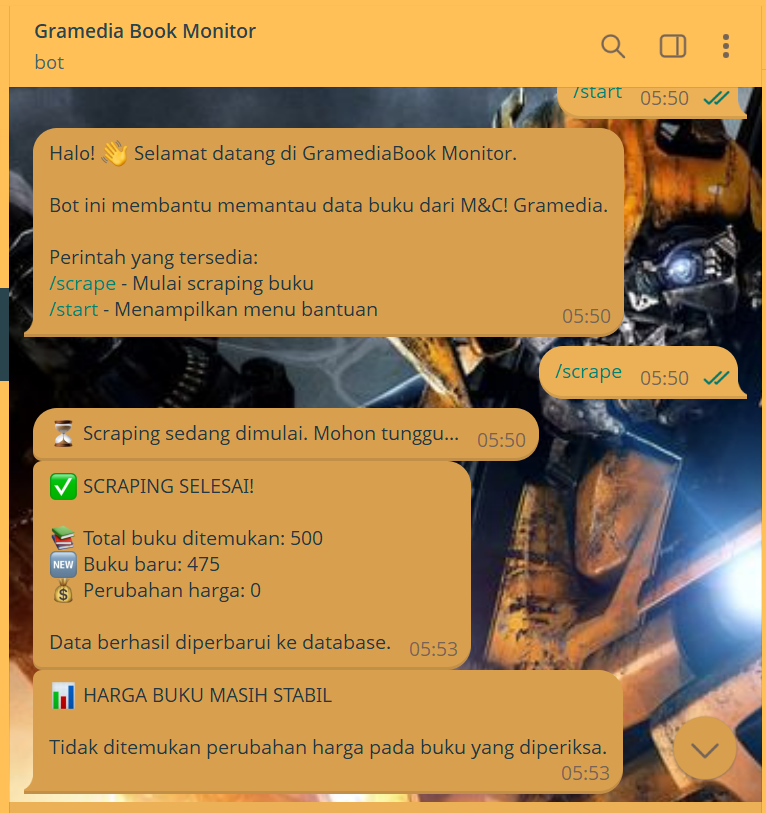 Gramedia Book Monitor
bot
/start 05:50
Halo! 👋 Selamat datang di GramediaBook Monitor.
Bot ini membantu memantau data buku dari M&C! Gramedia.
Perintah yang tersedia:
/scrape - Mulai scraping buku
/start - Menampilkan menu bantuan
05:50
/scrape 05:50
⏳ Scraping sedang dimulai. Mohon tunggu... 05:50
✅ SCRAPING SELESAI!
📚 Total buku ditemukan: 500
🆕 Buku baru: 475
💰 Perubahan harga: 0
Data berhasil diperbarui ke database. 05:53
📊 HARGA BUKU MASIH STABIL
Tidak ditemukan perubahan harga pada buku yang diperiksa.
05:53